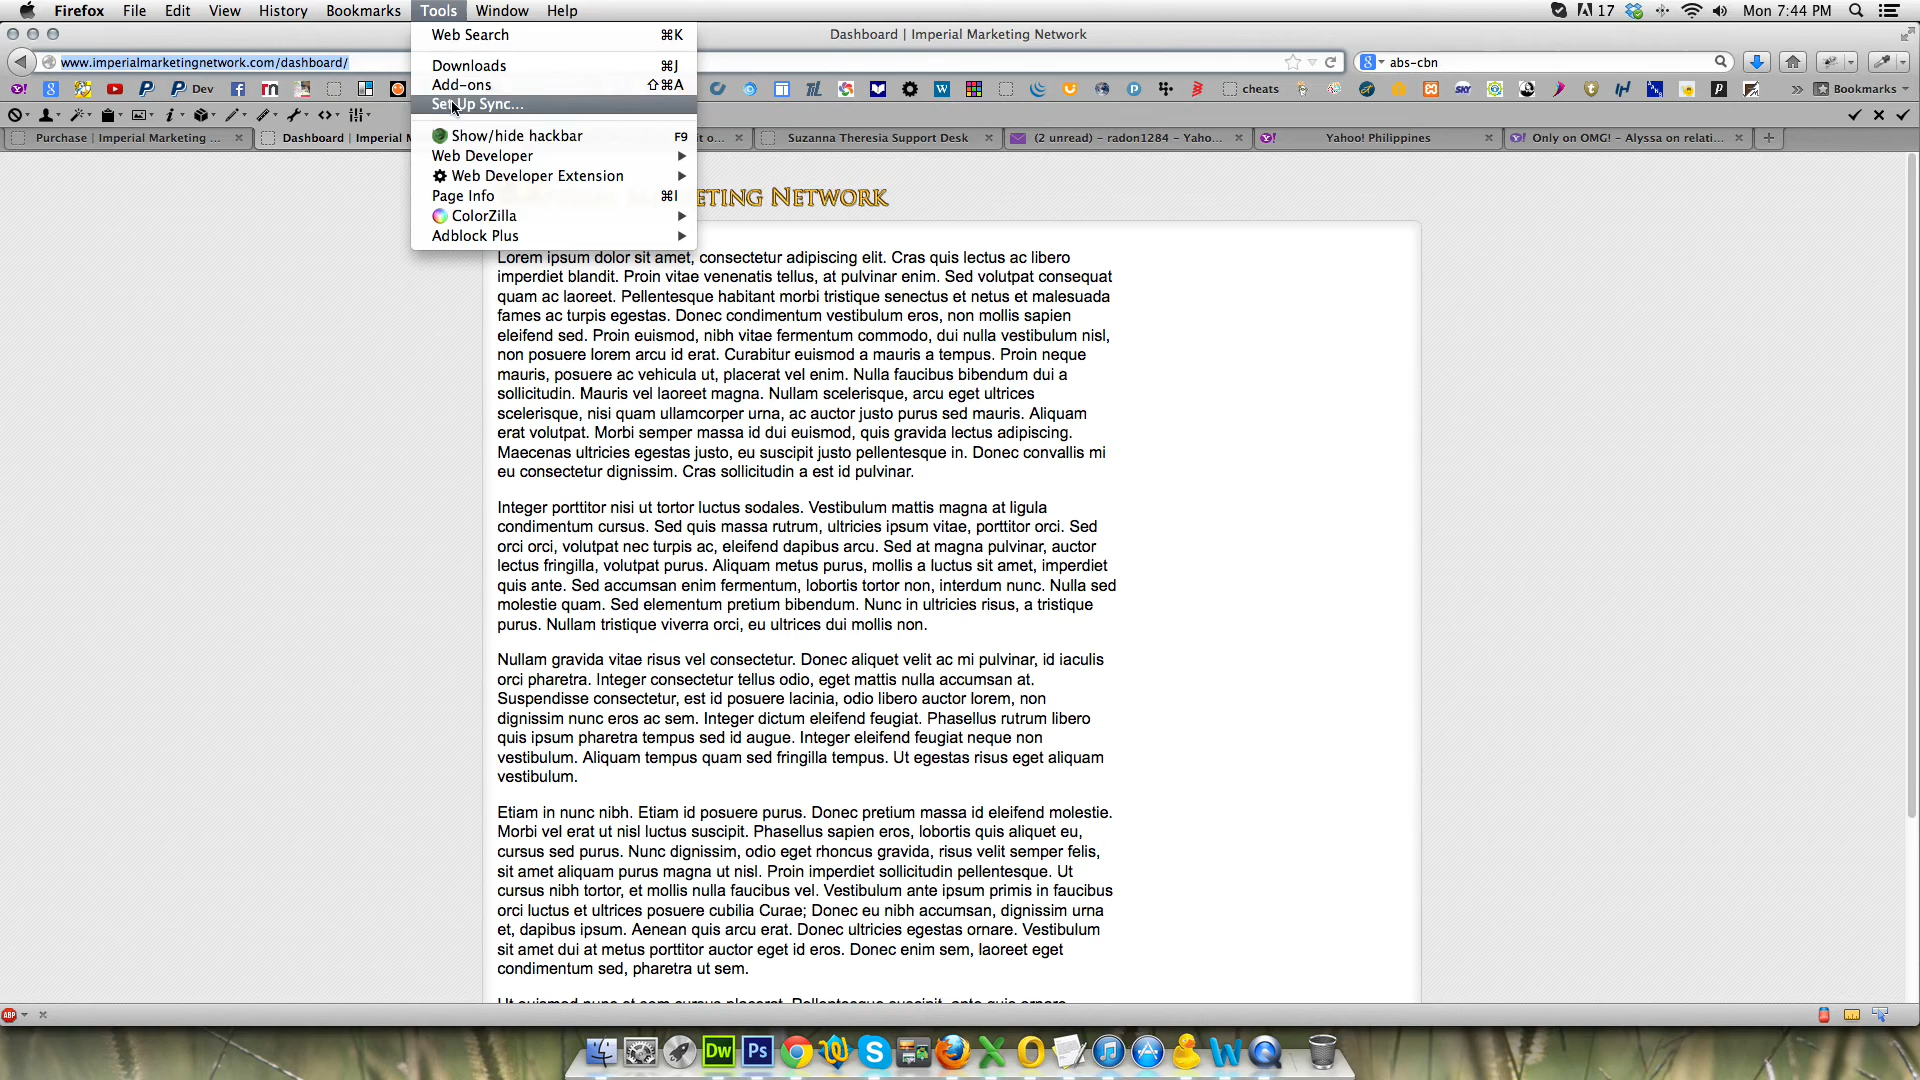 Firefox File Edit View History Bookmarks Tools Window Help 17 Mon 7:44 PM
Dashboard | Imperial Marketing Network
www.imperialmarketingnetwork.com/dashboard/ abs-cbn
Dev cheats Bookmarks
Purchase | Imperial Marketing ... Dashboard | Imperial M Suzanna Theresia Support Desk (2 unread) – radon1284 – Yaho... Yahoo! Philippines Only on OMG! – Alyssa on relati...
Web Search ⌘K
Downloads ⌘J
Add-ons ⇧⌘A
Set Up Sync...
Show/hide hackbar F9
Web Developer
Web Developer Extension
Page Info ⌘I
ColorZilla
Adblock Plus
ETING NETWORK
Lorem ipsum dolor sit amet, consectetur adipiscing elit. Cras quis lectus ac libero
imperdiet blandit. Proin vitae venenatis tellus, at pulvinar enim. Sed volutpat consequat
quam ac laoreet. Pellentesque habitant morbi tristique senectus et netus et malesuada
fames ac turpis egestas. Donec condimentum vestibulum eros, non mollis sapien
eleifend sed. Proin euismod, nibh vitae fermentum commodo, dui nulla vestibulum nisl,
non posuere lorem arcu id erat. Curabitur euismod a mauris a tempus. Proin neque
mauris, posuere ac vehicula ut, placerat vel enim. Nulla faucibus bibendum dui a
sollicitudin. Mauris vel laoreet magna. Nullam scelerisque, arcu eget ultrices
scelerisque, nisi quam ullamcorper urna, ac auctor justo purus sed mauris. Aliquam
erat volutpat. Morbi semper massa id dui euismod, quis gravida lectus adipiscing.
Maecenas ultricies egestas justo, eu suscipit justo pellentesque in. Donec convallis mi
eu consectetur dignissim. Cras sollicitudin a est id pulvinar.
Integer porttitor nisi ut tortor luctus sodales. Vestibulum mattis magna at ligula
condimentum cursus. Sed quis massa rutrum, ultricies ipsum vitae, porttitor orci. Sed
orci orci, volutpat nec turpis ac, eleifend dapibus arcu. Sed at magna pulvinar, auctor
lectus fringilla, volutpat purus. Aliquam metus purus, mollis a luctus sit amet, imperdiet
quis ante. Sed accumsan enim fermentum, lobortis tortor non, interdum nunc. Nulla sed
molestie quam. Sed elementum pretium bibendum. Nunc in ultricies risus, a tristique
purus. Nullam tristique viverra orci, eu ultrices dui mollis non.
Nullam gravida vitae risus vel consectetur. Donec aliquet velit ac mi pulvinar, id iaculis
orci pharetra. Integer consectetur tellus odio, eget mattis nulla accumsan at.
Suspendisse consectetur, est id posuere lacinia, odio libero auctor lorem, non
dignissim nunc eros ac sem. Integer dictum eleifend feugiat. Phasellus rutrum libero
quis ipsum pharetra tempus sed id augue. Integer eleifend feugiat neque non
vestibulum. Aliquam tempus quam sed fringilla tempus. Ut egestas risus eget aliquam
vestibulum.
Etiam in nunc nibh. Etiam id posuere purus. Donec pretium massa id eleifend molestie.
Morbi vel erat ut nisl luctus suscipit. Phasellus sapien eros, lobortis quis aliquet eu,
cursus sed purus. Nunc dignissim, odio eget rhoncus gravida, risus velit semper felis,
sit amet aliquam purus magna ut nisl. Proin imperdiet sollicitudin pellentesque. Ut
cursus nibh tortor, et mollis nulla faucibus vel. Vestibulum ante ipsum primis in faucibus
orci luctus et ultrices posuere cubilia Curae; Donec eu nibh accumsan, dignissim urna
et, dapibus ipsum. Aenean quis arcu erat. Donec ultricies egestas ornare. Vestibulum
sit amet dui at metus porttitor auctor eget id eros. Donec enim sem, laoreet eget
condimentum sed, pharetra ut sem.
ABP
Dw Ps